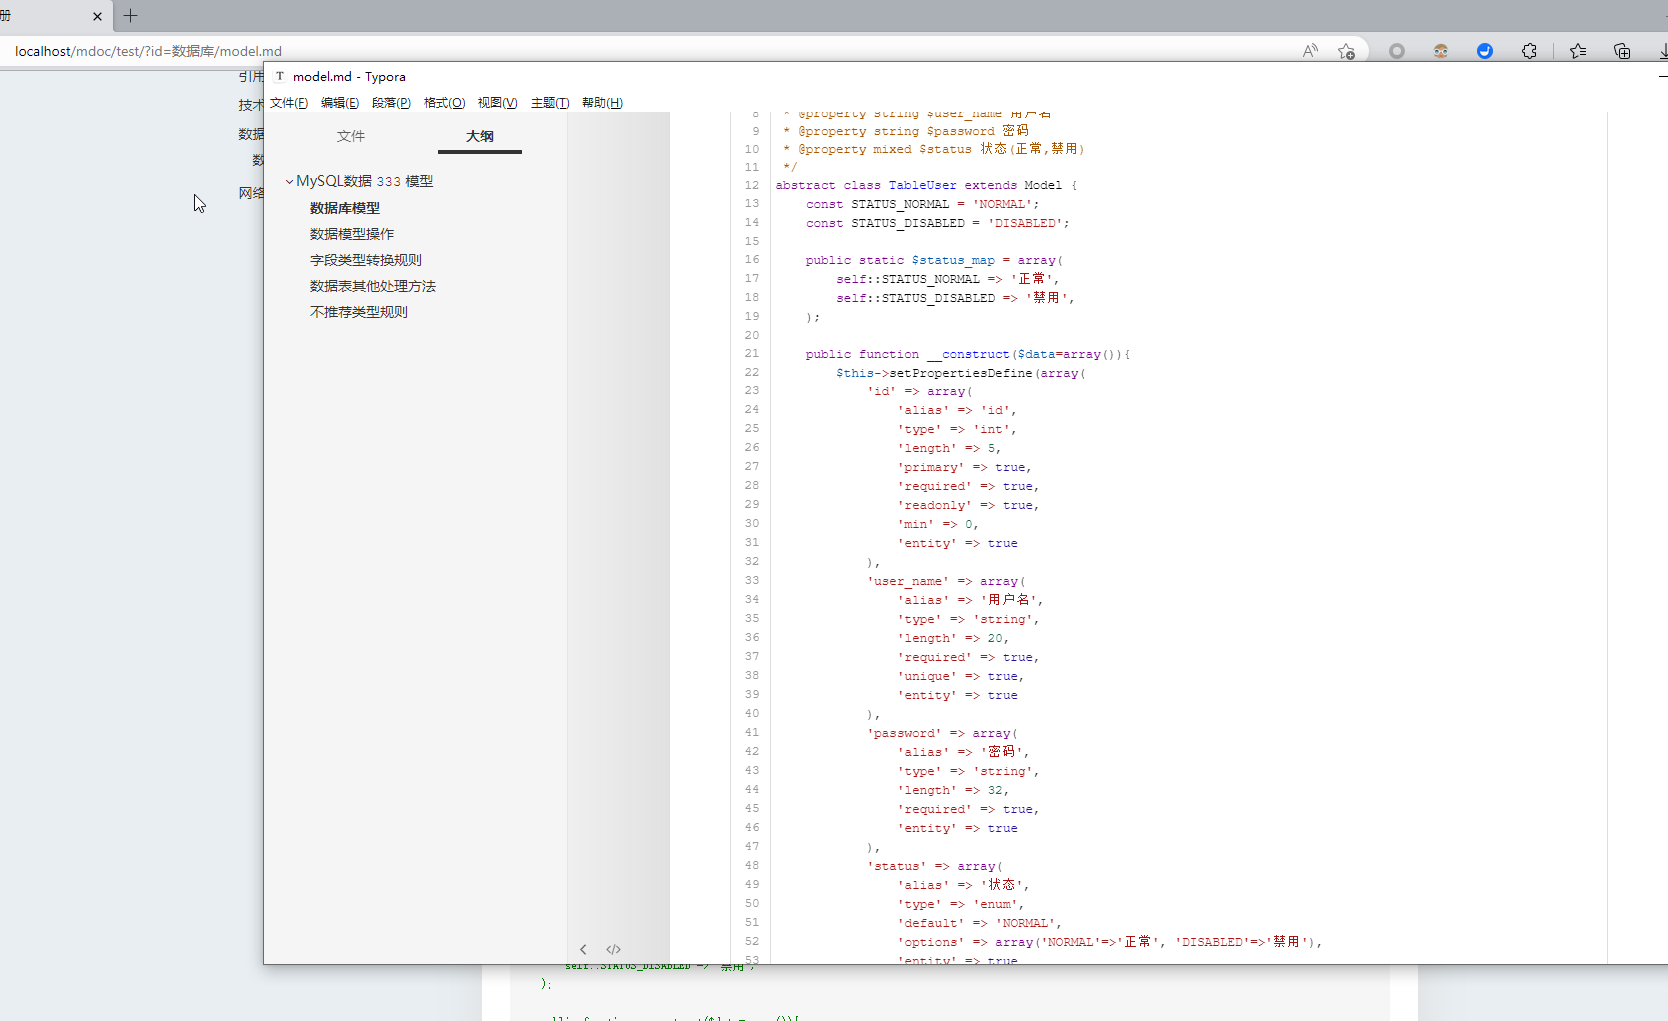 册
localhost/mdoc/test/?id=数据库/model.md
引用
技术
数据
数
网络
T model.md - Typora
文件(F) 编辑(E) 段落(P) 格式(O) 视图(V) 主题(T) 帮助(H)
文件 大纲
MySQL数据 333 模型
数据库模型
数据模型操作
字段类型转换规则
数据表其他处理方法
不推荐类型规则
8 * @property string $user_name 用户名
9 * @property string $password 密码
10 * @property mixed $status 状态(正常,禁用)
11 */
12 abstract class TableUser extends Model {
13 const STATUS_NORMAL = 'NORMAL';
14 const STATUS_DISABLED = 'DISABLED';
15
16 public static $status_map = array(
17 self::STATUS_NORMAL => '正常',
18 self::STATUS_DISABLED => '禁用',
19 );
20
21 public function __construct($data=array()){
22 $this->setPropertiesDefine(array(
23 'id' => array(
24 'alias' => 'id',
25 'type' => 'int',
26 'length' => 5,
27 'primary' => true,
28 'required' => true,
29 'readonly' => true,
30 'min' => 0,
31 'entity' => true
32 ),
33 'user_name' => array(
34 'alias' => '用户名',
35 'type' => 'string',
36 'length' => 20,
37 'required' => true,
38 'unique' => true,
39 'entity' => true
40 ),
41 'password' => array(
42 'alias' => '密码',
43 'type' => 'string',
44 'length' => 32,
45 'required' => true,
46 'entity' => true
47 ),
48 'status' => array(
49 'alias' => '状态',
50 'type' => 'enum',
51 'default' => 'NORMAL',
52 'options' => array('NORMAL'=>'正常', 'DISABLED'=>'禁用'),
53 'entity' => true
self::STATUS_DISABLED => '禁用',
);